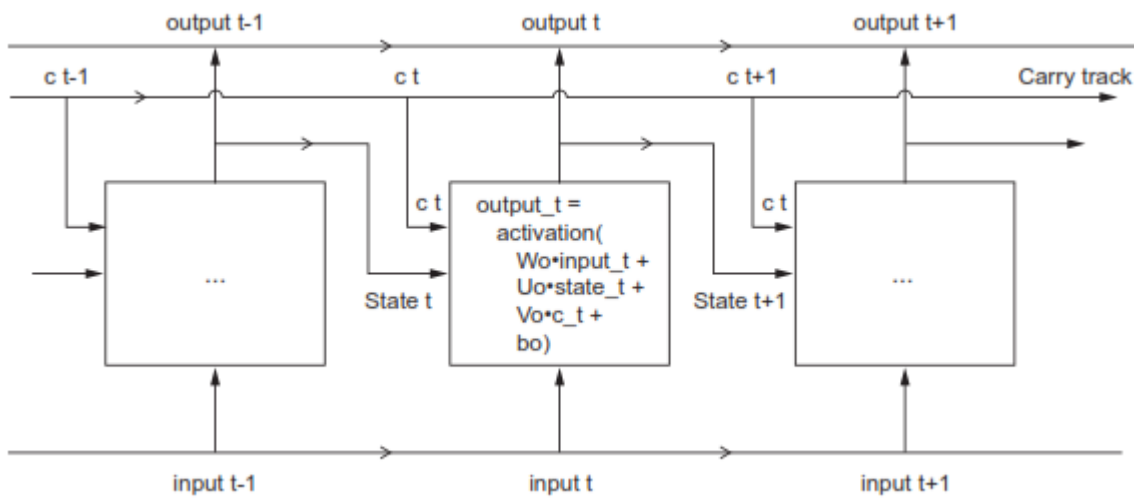 output t-1
output t
output t+1
c t-1
c t
c t+1
Carry track
c t
c t
output_t =
activation(
Wo•input_t +
Uo•state_t +
Vo•c_t +
bo)
...
...
State t
State t+1
input t-1
input t
input t+1